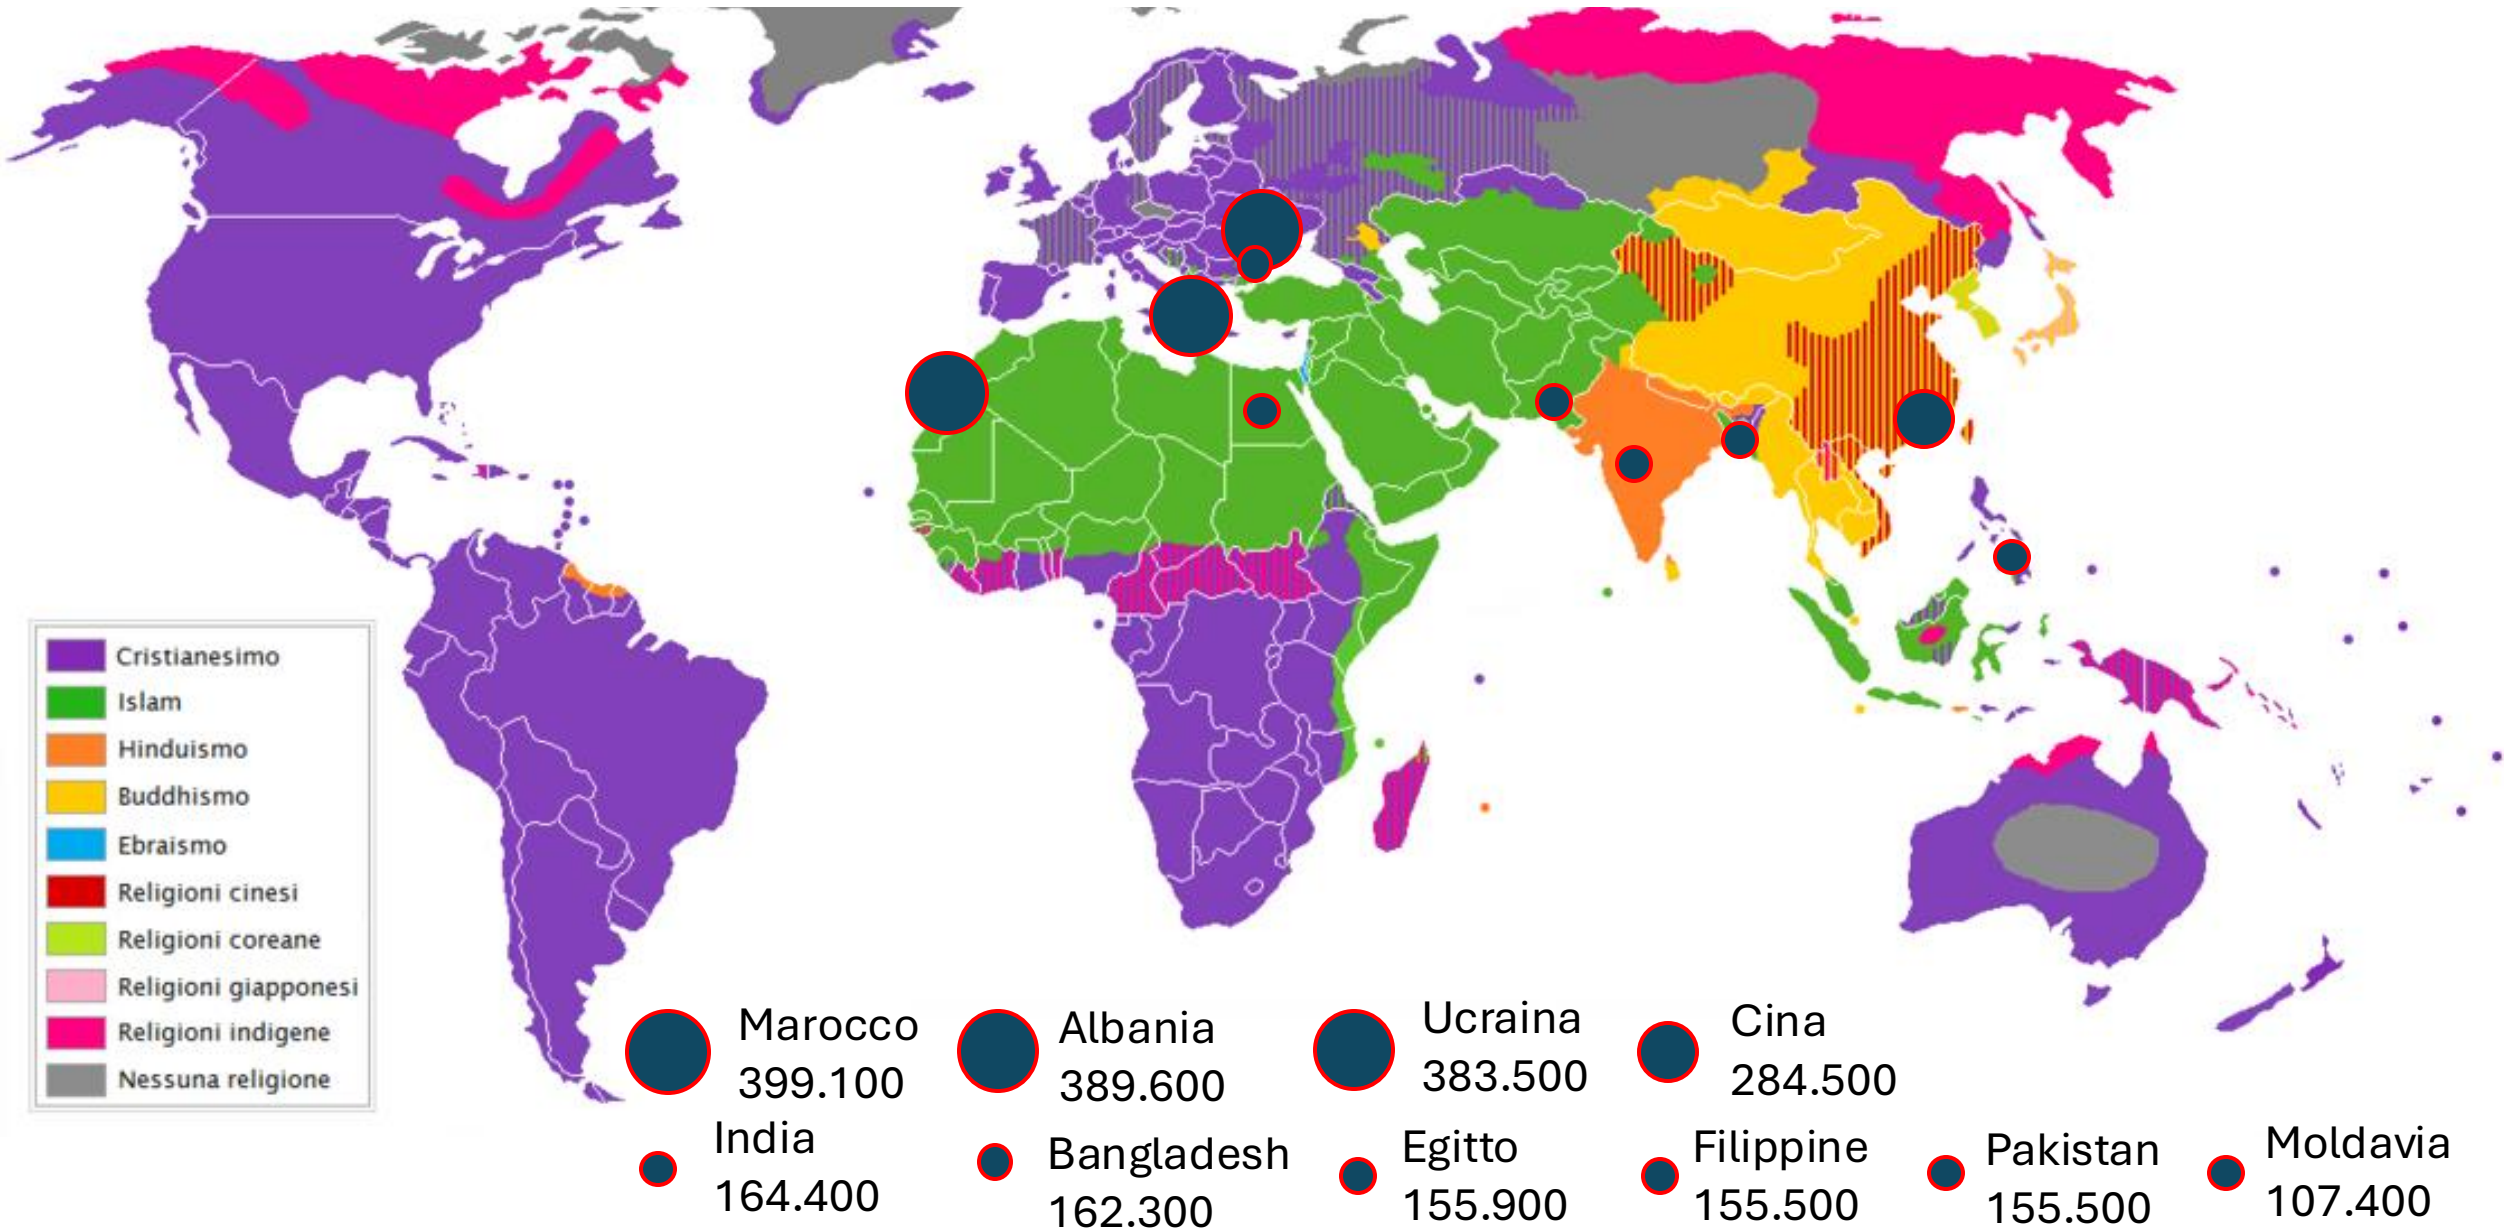 Cristianesimo
Islam
Hinduismo
Buddhismo
Ebraismo
Religioni cinesi
Religioni coreane
Religioni giapponesi
Religioni indigene
Nessuna religione
Marocco
399.100
Albania
389.600
Ucraina
383.500
Cina
284.500
India
164.400
Bangladesh
162.300
Egitto
155.900
Filippine
155.500
Pakistan
155.500
Moldavia
107.400